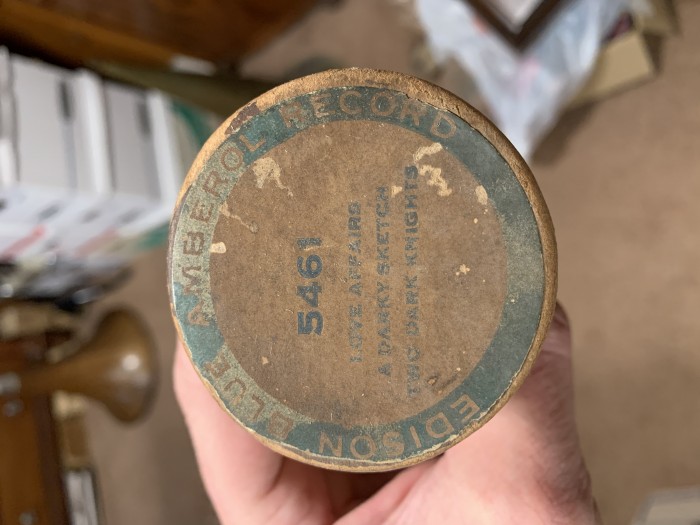 EDISON BLUE AMBEROL RECORD
5461
LOVE AFFAIRS
A DARKY SKETCH
TWO DARK KNIGHTS